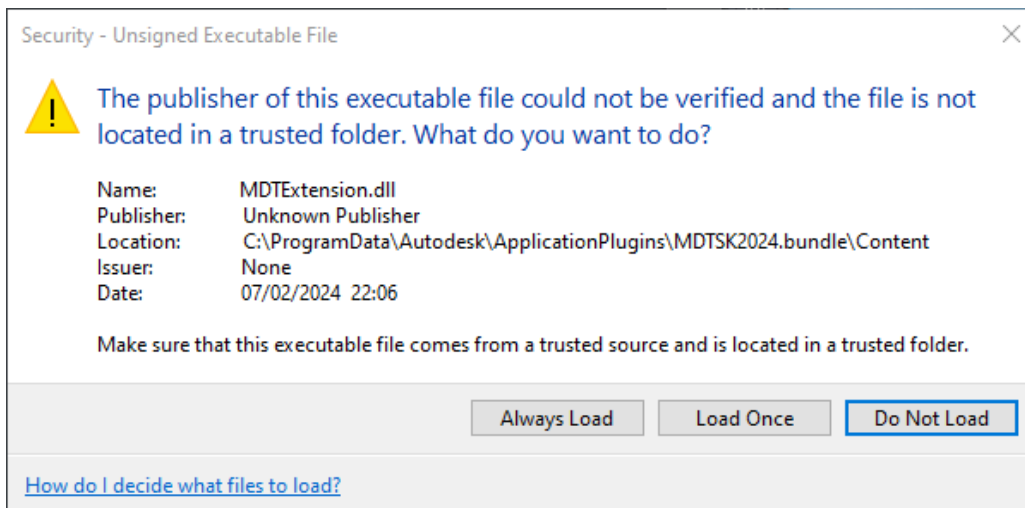 Security - Unsigned Executable File
The publisher of this executable file could not be verified and the file is not
located in a trusted folder. What do you want to do?
Name: MDTExtension.dll
Publisher: Unknown Publisher
Location: C:\ProgramData\Autodesk\ApplicationPlugins\MDTSK2024.bundle\Content
Issuer: None
Date: 07/02/2024 22:06
Make sure that this executable file comes from a trusted source and is located in a trusted folder.
Always Load Load Once Do Not Load
How do I decide what files to load?